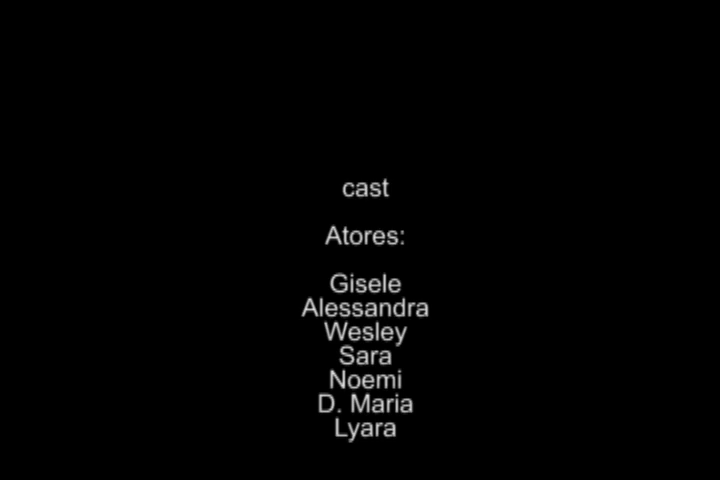 cast
Atores:
Gisele
Alessandra
Wesley
Sara
Noemi
D. Maria
Lyara